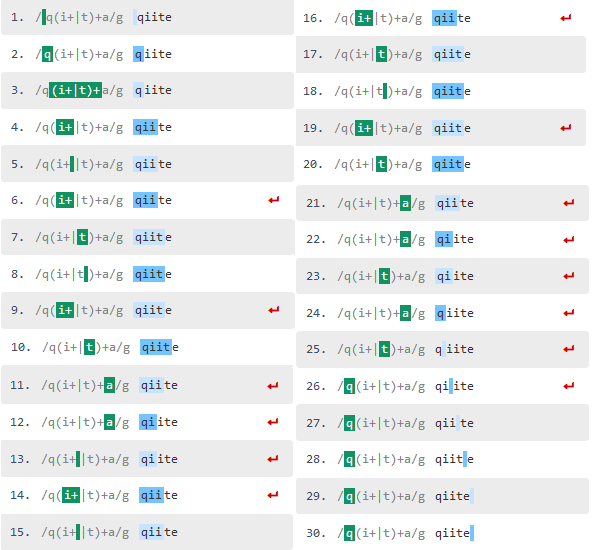 1. /q(i+|t)+a/g qiite
2. /q(i+|t)+a/g qiite
3. /q(i+|t)+a/g qiite
4. /q(i+|t)+a/g qiite
5. /q(i+|t)+a/g qiite
6. /q(i+|t)+a/g qiite ↵
7. /q(i+|t)+a/g qiite
8. /q(i+|t)+a/g qiite
9. /q(i+|t)+a/g qiite ↵
10. /q(i+|t)+a/g qiite
11. /q(i+|t)+a/g qiite ↵
12. /q(i+|t)+a/g qiite ↵
13. /q(i+|t)+a/g qiite ↵
14. /q(i+|t)+a/g qiite ↵
15. /q(i+|t)+a/g qiite
16. /q(i+|t)+a/g qiite ↵
17. /q(i+|t)+a/g qiite
18. /q(i+|t)+a/g qiite
19. /q(i+|t)+a/g qiite ↵
20. /q(i+|t)+a/g qiite
21. /q(i+|t)+a/g qiite ↵
22. /q(i+|t)+a/g qiite ↵
23. /q(i+|t)+a/g qiite ↵
24. /q(i+|t)+a/g qiite ↵
25. /q(i+|t)+a/g qiite ↵
26. /q(i+|t)+a/g qiite ↵
27. /q(i+|t)+a/g qiite
28. /q(i+|t)+a/g qiite
29. /q(i+|t)+a/g qiite
30. /q(i+|t)+a/g qiite